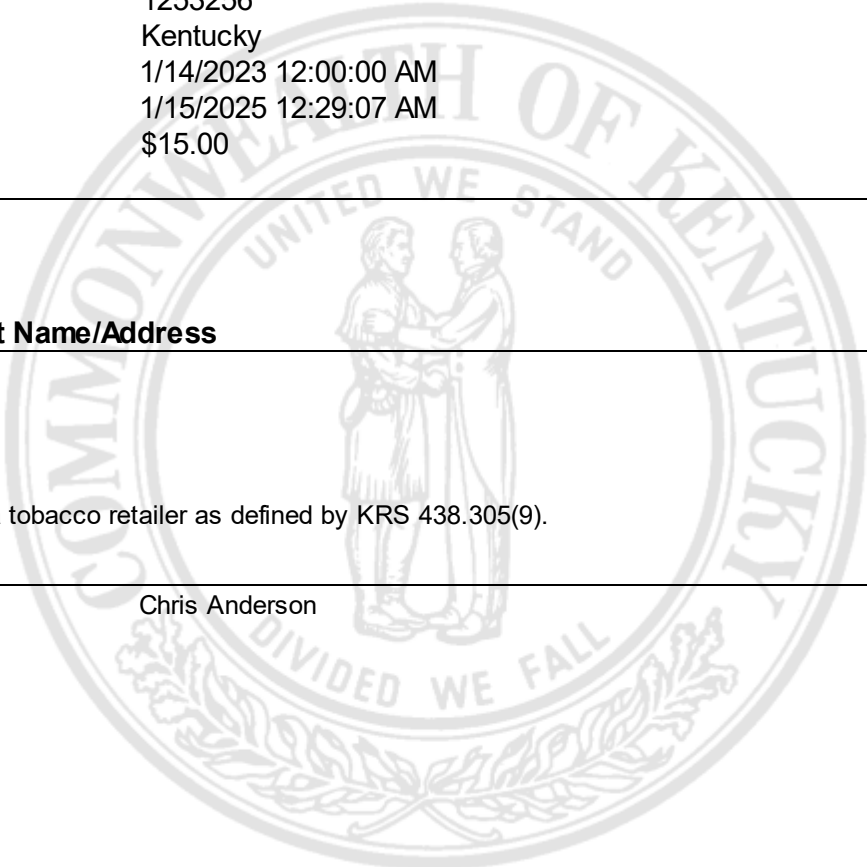 1253256
Kentucky
1/14/2023 12:00:00 AM
1/15/2025 12:29:07 AM
$15.00
t Name/Address
tobacco retailer as defined by KRS 438.305(9).
Chris Anderson
COMMONWEALTH OF KENTUCKY
UNITED WE STAND
DIVIDED WE FALL